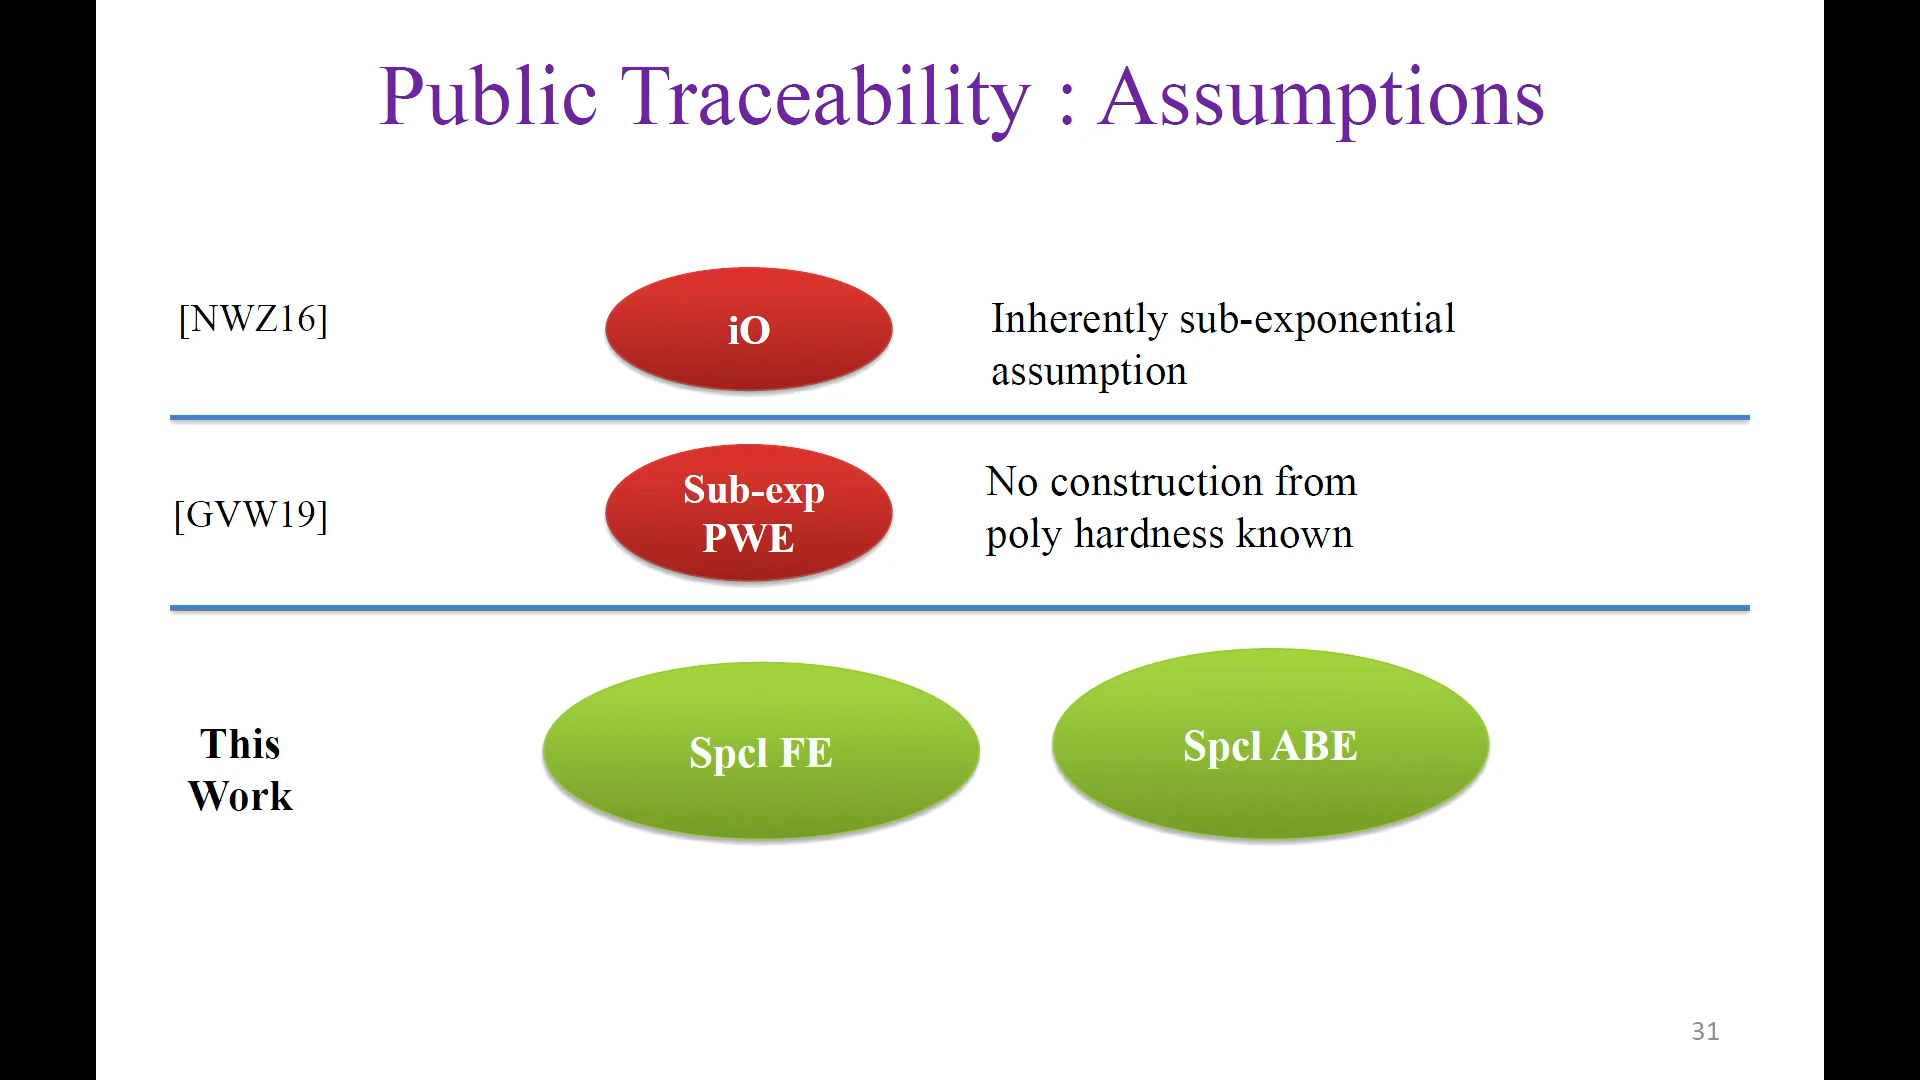 Public Traceability : Assumptions
[NWZ16]
iO
Inherently sub-exponential
assumption
[GVW19]
Sub-exp
PWE
No construction from
poly hardness known
This
Work
Spcl FE
Spcl ABE
31